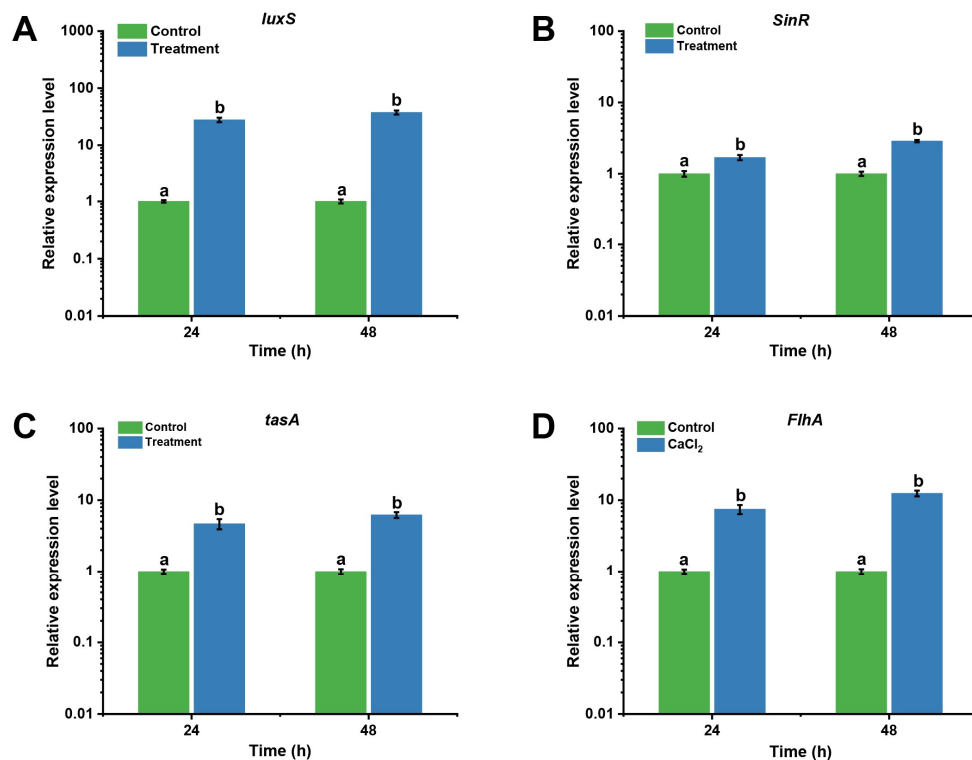 A
luxS
Control
Treatment
Relative expression level
1000
100
10
1
0.1
0.01
a
b
a
b
24
48
Time (h)
B
SinR
Control
Treatment
Relative expression level
100
10
1
0.1
0.01
a
b
a
b
24
48
Time (h)
C
tasA
Control
Treatment
Relative expression level
100
10
1
0.1
0.01
a
b
a
b
24
48
Time (h)
D
FlhA
Control
CaCl₂
Relative expression level
100
10
1
0.1
0.01
a
b
a
b
24
48
Time (h)